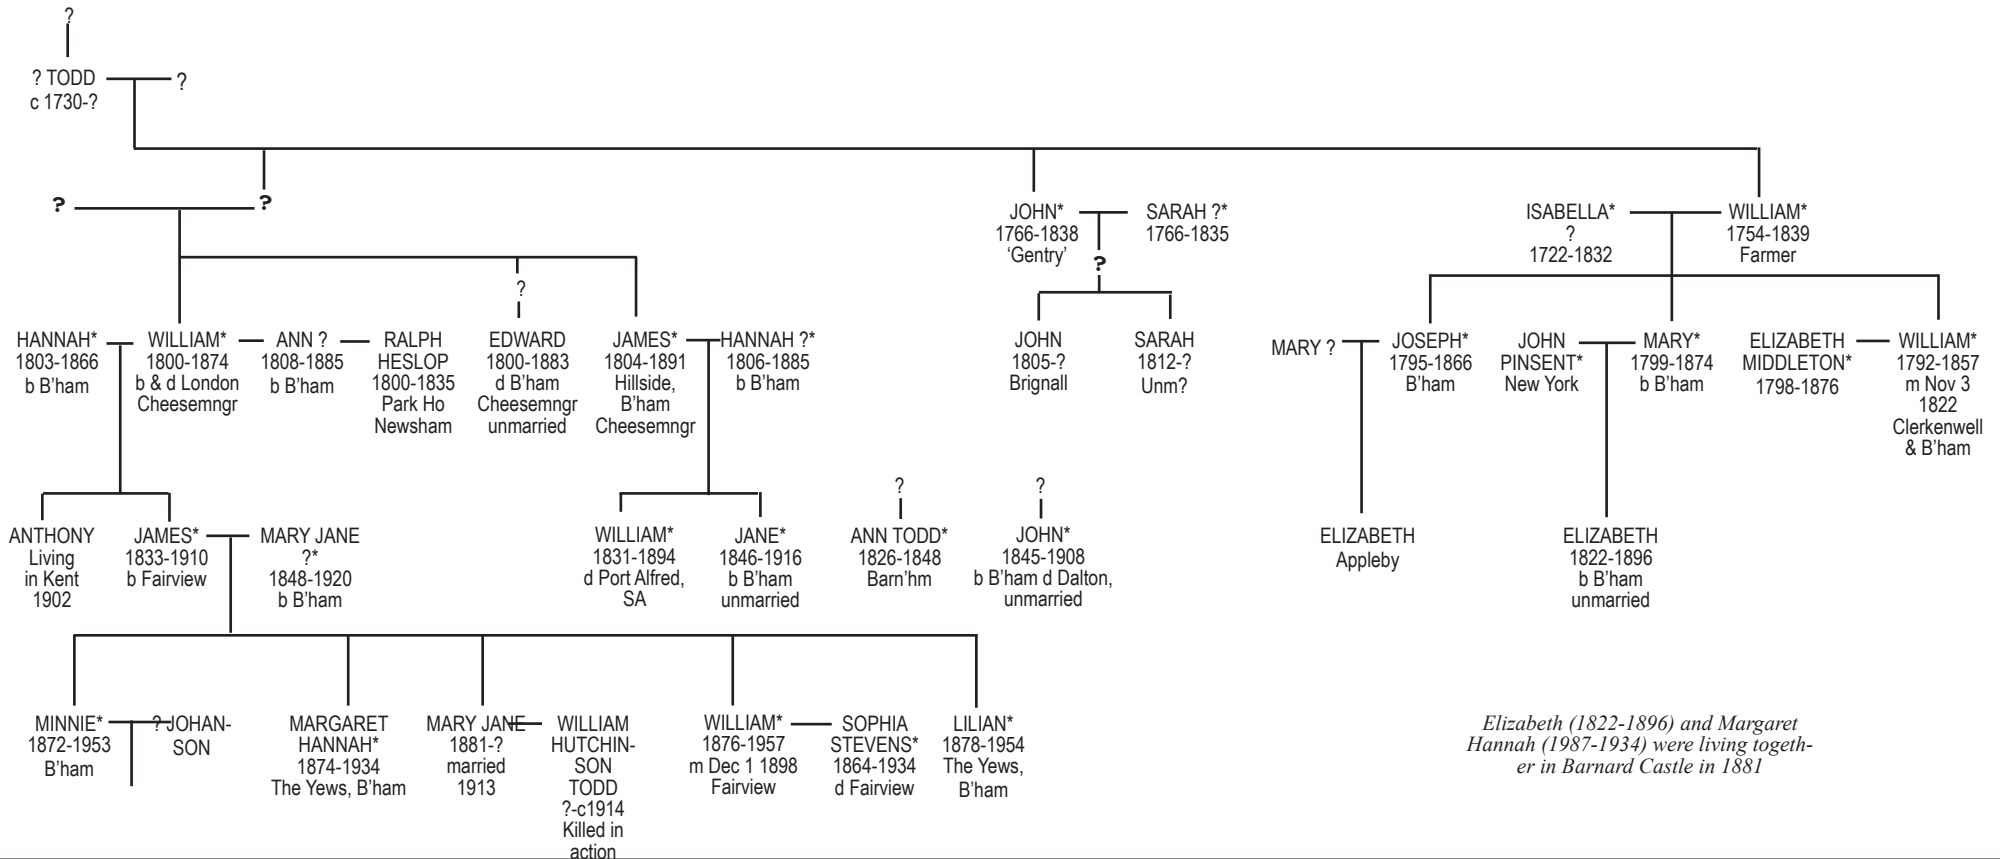 ?
? TODD
c 1730-?
?
?
?
JOHN*
1766-1838
‘Gentry’
SARAH ?*
1766-1835
?
ISABELLA*
?
1722-1832
WILLIAM*
1754-1839
Farmer
HANNAH*
1803-1866
b B’ham
WILLIAM*
1800-1874
b & d London
Cheesemngr
ANN ?
1808-1885
b B’ham
RALPH
HESLOP
1800-1835
Park Ho
Newsham
?
EDWARD
1800-1883
d B’ham
Cheesemngr
unmarried
JAMES*
1804-1891
Hillside,
B’ham
Cheesemngr
HANNAH ?*
1806-1885
b B’ham
JOHN
1805-?
Brignall
SARAH
1812-?
Unm?
MARY ?
JOSEPH*
1795-1866
B’ham
JOHN
PINSENT*
New York
MARY*
1799-1874
b B’ham
ELIZABETH
MIDDLETON*
1798-1876
WILLIAM*
1792-1857
m Nov 3
1822
Clerkenwell
& B’ham
ANTHONY
Living
in Kent
1902
JAMES*
1833-1910
b Fairview
MARY JANE
?*
1848-1920
b B’ham
WILLIAM*
1831-1894
d Port Alfred,
SA
JANE*
1846-1916
b B’ham
unmarried
?
ANN TODD*
1826-1848
Barn’hm
?
JOHN*
1845-1908
b B’ham d Dalton,
unmarried
ELIZABETH
Appleby
ELIZABETH
1822-1896
b B’ham
unmarried
MINNIE*
1872-1953
B’ham
? JOHAN-
SON
MARGARET
HANNAH*
1874-1934
The Yews, B’ham
MARY JANE
1881-?
married
1913
WILLIAM
HUTCHIN-
SON
TODD
?-c1914
Killed in
action
WILLIAM*
1876-1957
m Dec 1 1898
Fairview
SOPHIA
STEVENS*
1864-1934
d Fairview
LILIAN*
1878-1954
The Yews,
B’ham
Elizabeth (1822-1896) and Margaret
Hannah (1987-1934) were living togeth-
er in Barnard Castle in 1881